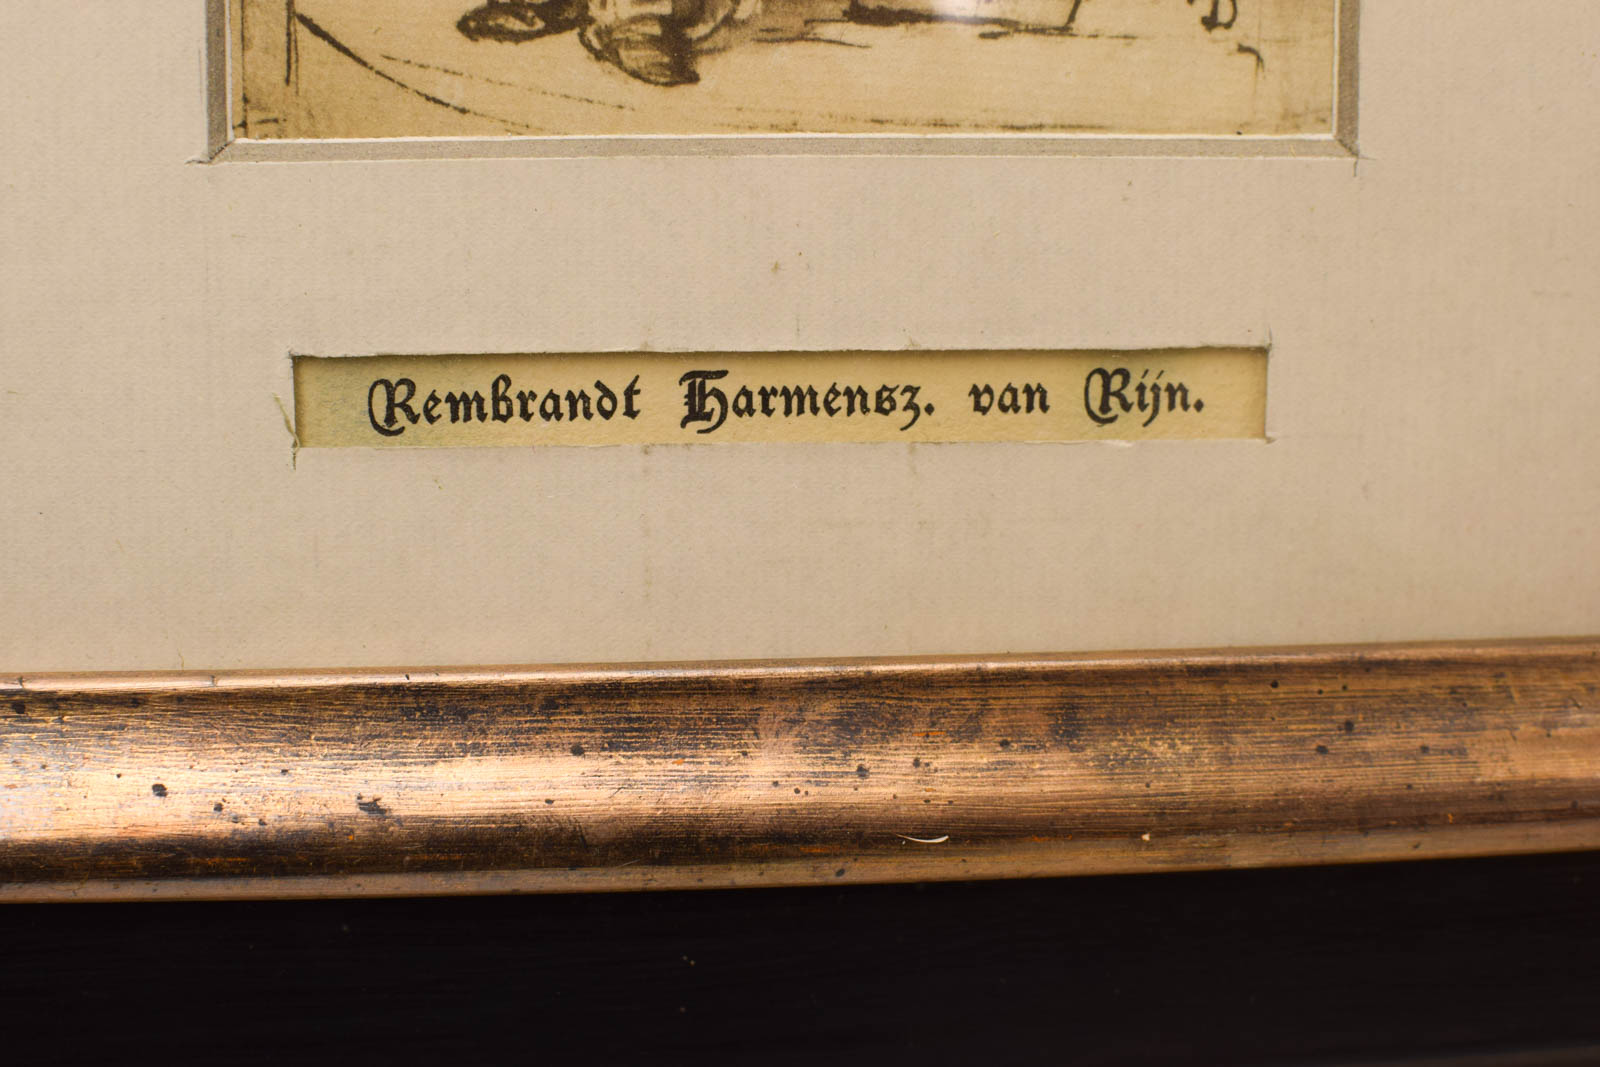 Rembrandt Harmensz. van Rijn.